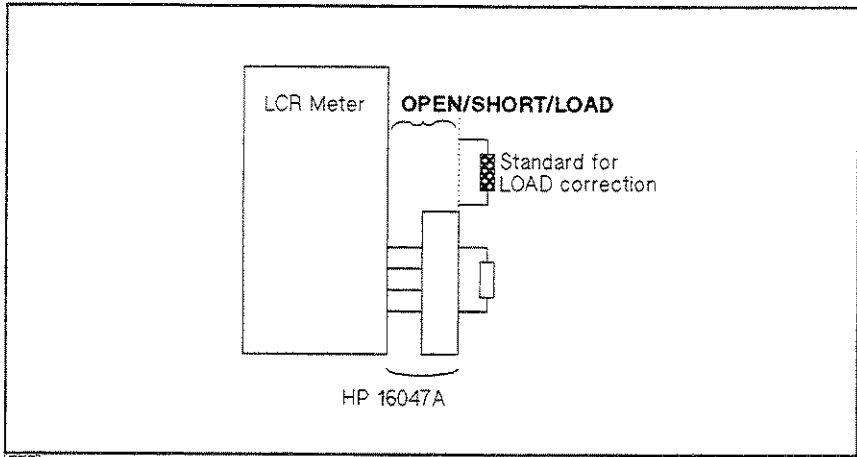 LCR Meter
OPEN/SHORT/LOAD
Standard for
LOAD correction
HP 16047A